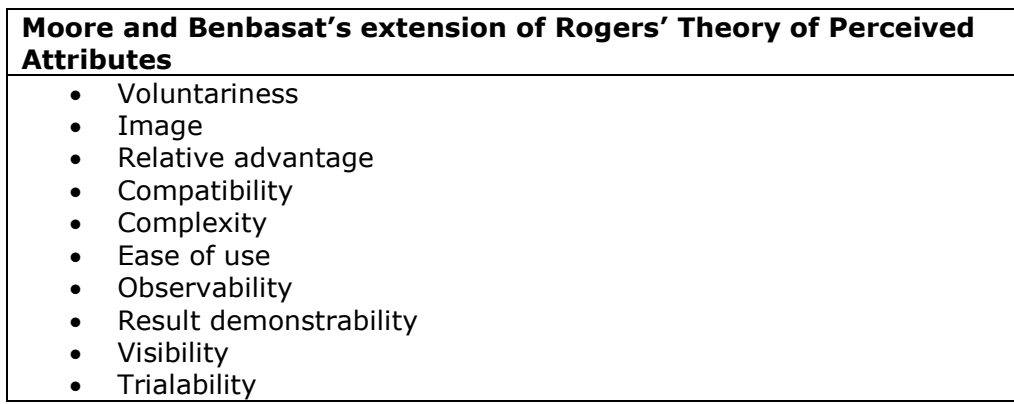 Moore and Benbasat’s extension of Rogers’ Theory of Perceived
Attributes
• Voluntariness
• Image
• Relative advantage
• Compatibility
• Complexity
• Ease of use
• Observability
• Result demonstrability
• Visibility
• Trialability